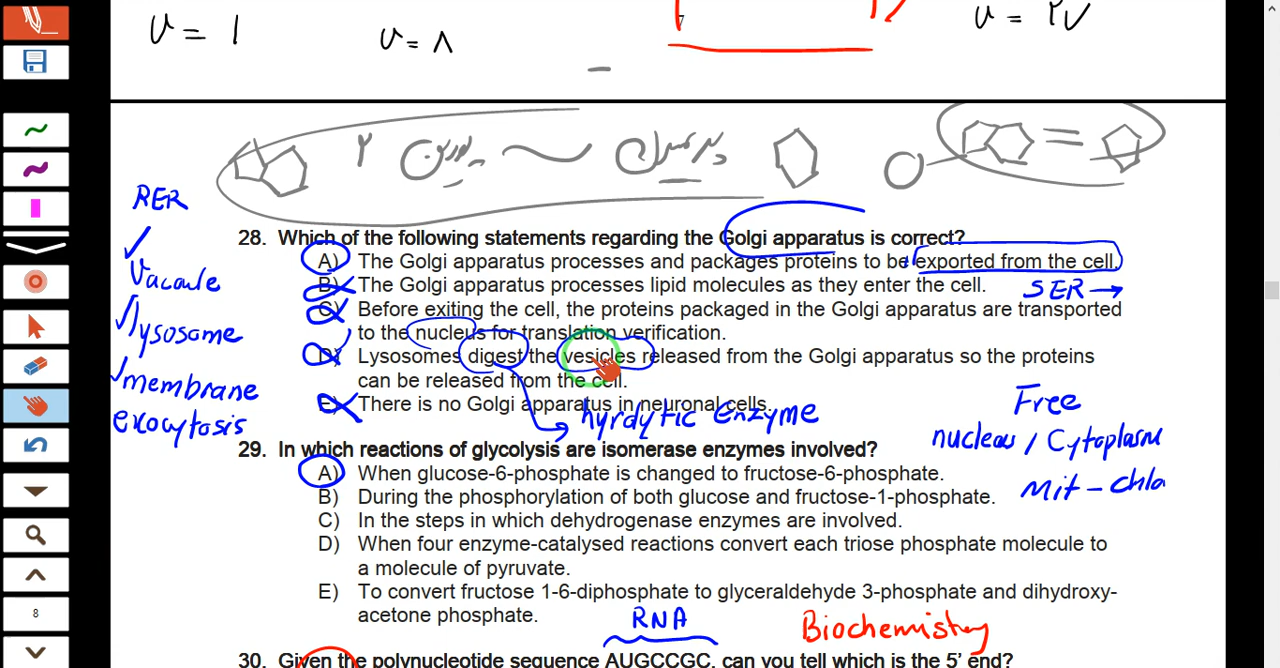 v = 1
v = ۸
v = ۲۷
۲
RER
28. Which of the following statements regarding the Golgi apparatus is correct?
A) The Golgi apparatus processes and packages proteins to be exported from the cell.
B) The Golgi apparatus processes lipid molecules as they enter the cell.
SER →
C) Before exiting the cell, the proteins packaged in the Golgi apparatus are transported
to the nucleus for translation verification.
D) Lysosomes digest the vesicles released from the Golgi apparatus so the proteins
can be released from the cell.
E) There is no Golgi apparatus in neuronal cells.
Vacoule
lysosome
membrane
exocytosis
hyrdytic Enzyme
Free
nucleus / Cytoplasm
Mit - Chlo
29. In which reactions of glycolysis are isomerase enzymes involved?
A) When glucose-6-phosphate is changed to fructose-6-phosphate.
B) During the phosphorylation of both glucose and fructose-1-phosphate.
C) In the steps in which dehydrogenase enzymes are involved.
D) When four enzyme-catalysed reactions convert each triose phosphate molecule to
a molecule of pyruvate.
E) To convert fructose 1-6-diphosphate to glyceraldehyde 3-phosphate and dihydroxy-
acetone phosphate.
RNA
Biochemistry
30. Given the polynucleotide sequence AUGCCGC, can you tell which is the 5' end?
8